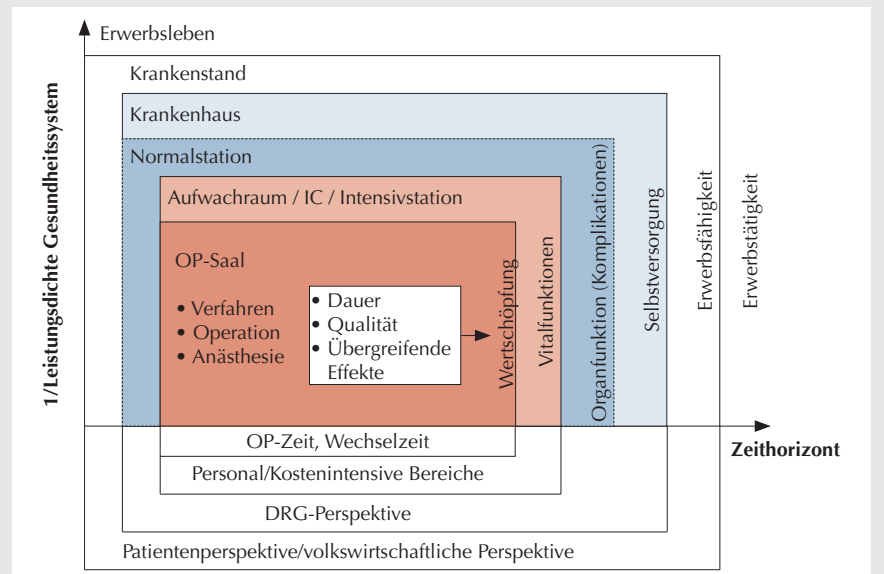 Erwerbsleben
Krankenstand
Krankenhaus
Normalstation
Aufwachraum / IC / Intensivstation
OP-Saal
• Verfahren
• Operation
• Anästhesie
• Dauer
• Qualität
• Übergreifende
Effekte
Wertschöpfung
Vitalfunktionen
Organfunktion (Komplikationen)
Selbstversorgung
Erwerbsfähigkeit
Erwerbstätigkeit
1/Leistungsdichte Gesundheitssystem
Zeithorizont
OP-Zeit, Wechselzeit
Personal/Kostenintensive Bereiche
DRG-Perspektive
Patientenperspektive/volkswirtschaftliche Perspektive